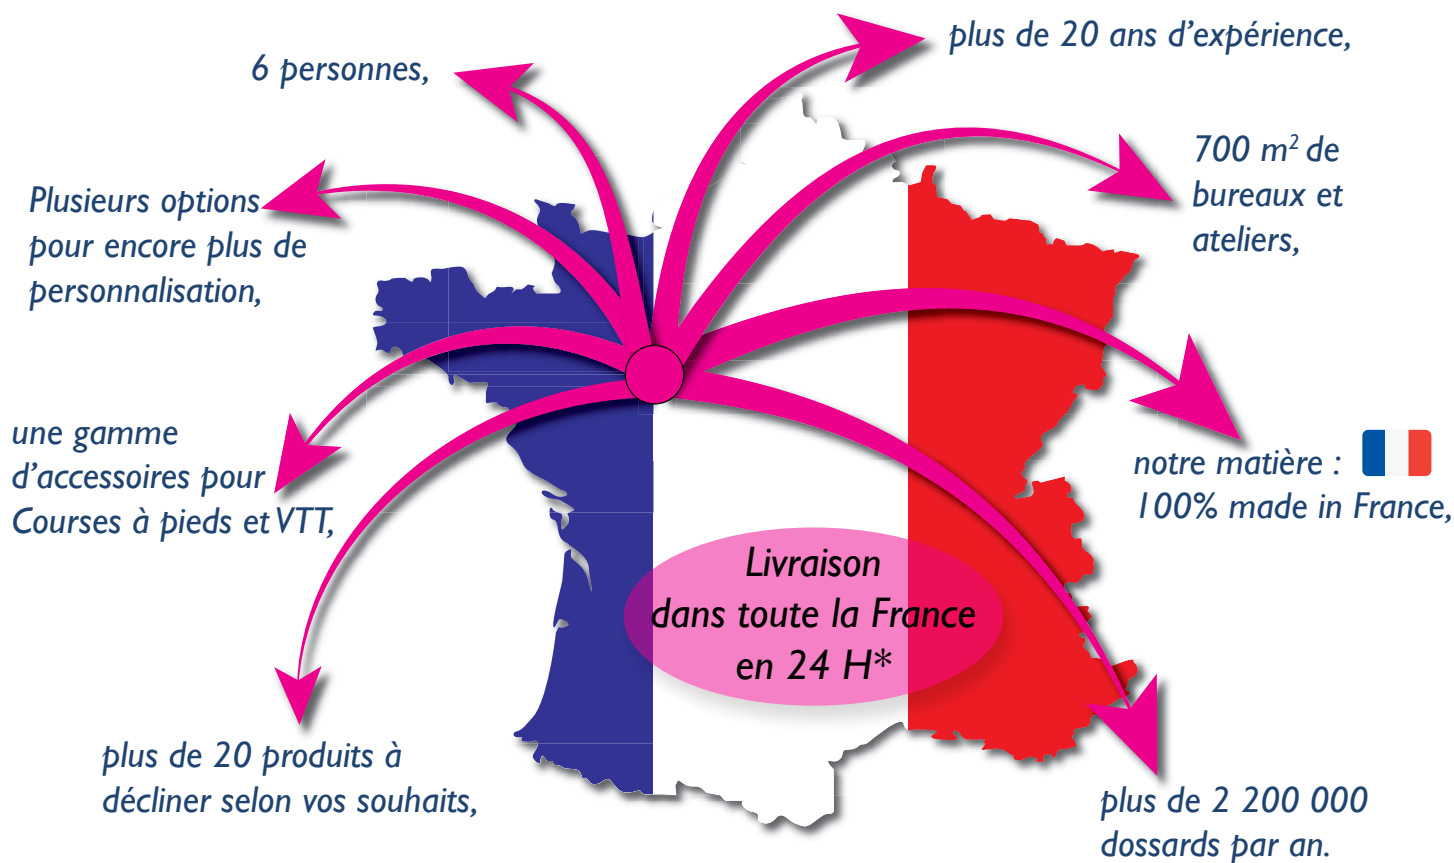 6 personnes,
plus de 20 ans d’expérience,
700 m² de
bureaux et
ateliers,
Plusieurs options
pour encore plus de
personnalisation,
une gamme
d’accessoires pour
Courses à pieds et VTT,
notre matière :
100% made in France,
Livraison
dans toute la France
en 24 H*
plus de 20 produits à
décliner selon vos souhaits,
plus de 2 200 000
dossards par an.